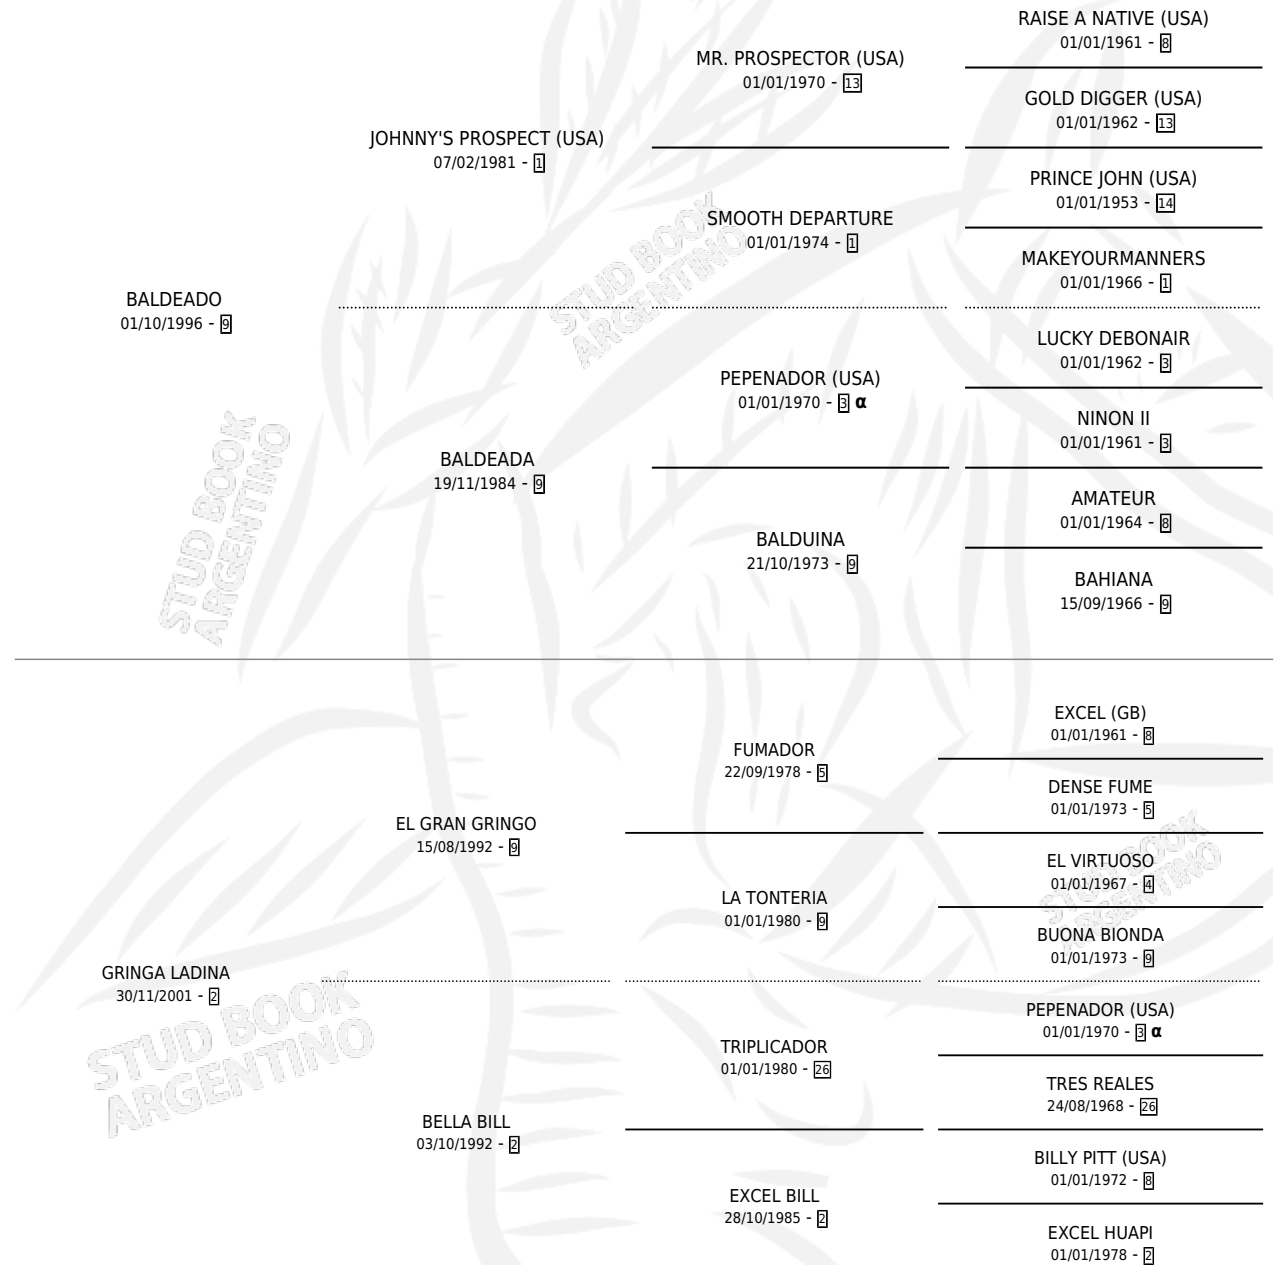 RAISE A NATIVE (USA)
01/01/1961 - 8
MR. PROSPECTOR (USA)
01/01/1970 - 13
GOLD DIGGER (USA)
01/01/1962 - 13
JOHNNY'S PROSPECT (USA)
07/02/1981 - 1
PRINCE JOHN (USA)
01/01/1953 - 14
SMOOTH DEPARTURE
01/01/1974 - 1
MAKEYOURMANNERS
01/01/1966 - 1
BALDEADO
01/10/1996 - 9
LUCKY DEBONAIR
01/01/1962 - 3
PEPENADOR (USA)
01/01/1970 - 3 α
NINON II
01/01/1961 - 3
BALDEADA
19/11/1984 - 9
AMATEUR
01/01/1964 - 8
BALDUINA
21/10/1973 - 9
BAHIANA
15/09/1966 - 9
EXCEL (GB)
01/01/1961 - 8
FUMADOR
22/09/1978 - 5
DENSE FUME
01/01/1973 - 5
EL GRAN GRINGO
15/08/1992 - 9
EL VIRTUOSO
01/01/1967 - 4
LA TONTERIA
01/01/1980 - 9
BUONA BIONDA
01/01/1973 - 9
GRINGA LADINA
30/11/2001 - 2
PEPENADOR (USA)
01/01/1970 - 3 α
TRIPLICADOR
01/01/1980 - 26
TRES REALES
24/08/1968 - 26
BELLA BILL
03/10/1992 - 2
BILLY PITT (USA)
01/01/1972 - 8
EXCEL BILL
28/10/1985 - 2
EXCEL HUAPI
01/01/1978 - 2
STUD BOOK
ARGENTINO
STUD BOOK
ARGENTINO
STUD BOOK
ARGENTINO
STUD BOOK
ARGENTINO